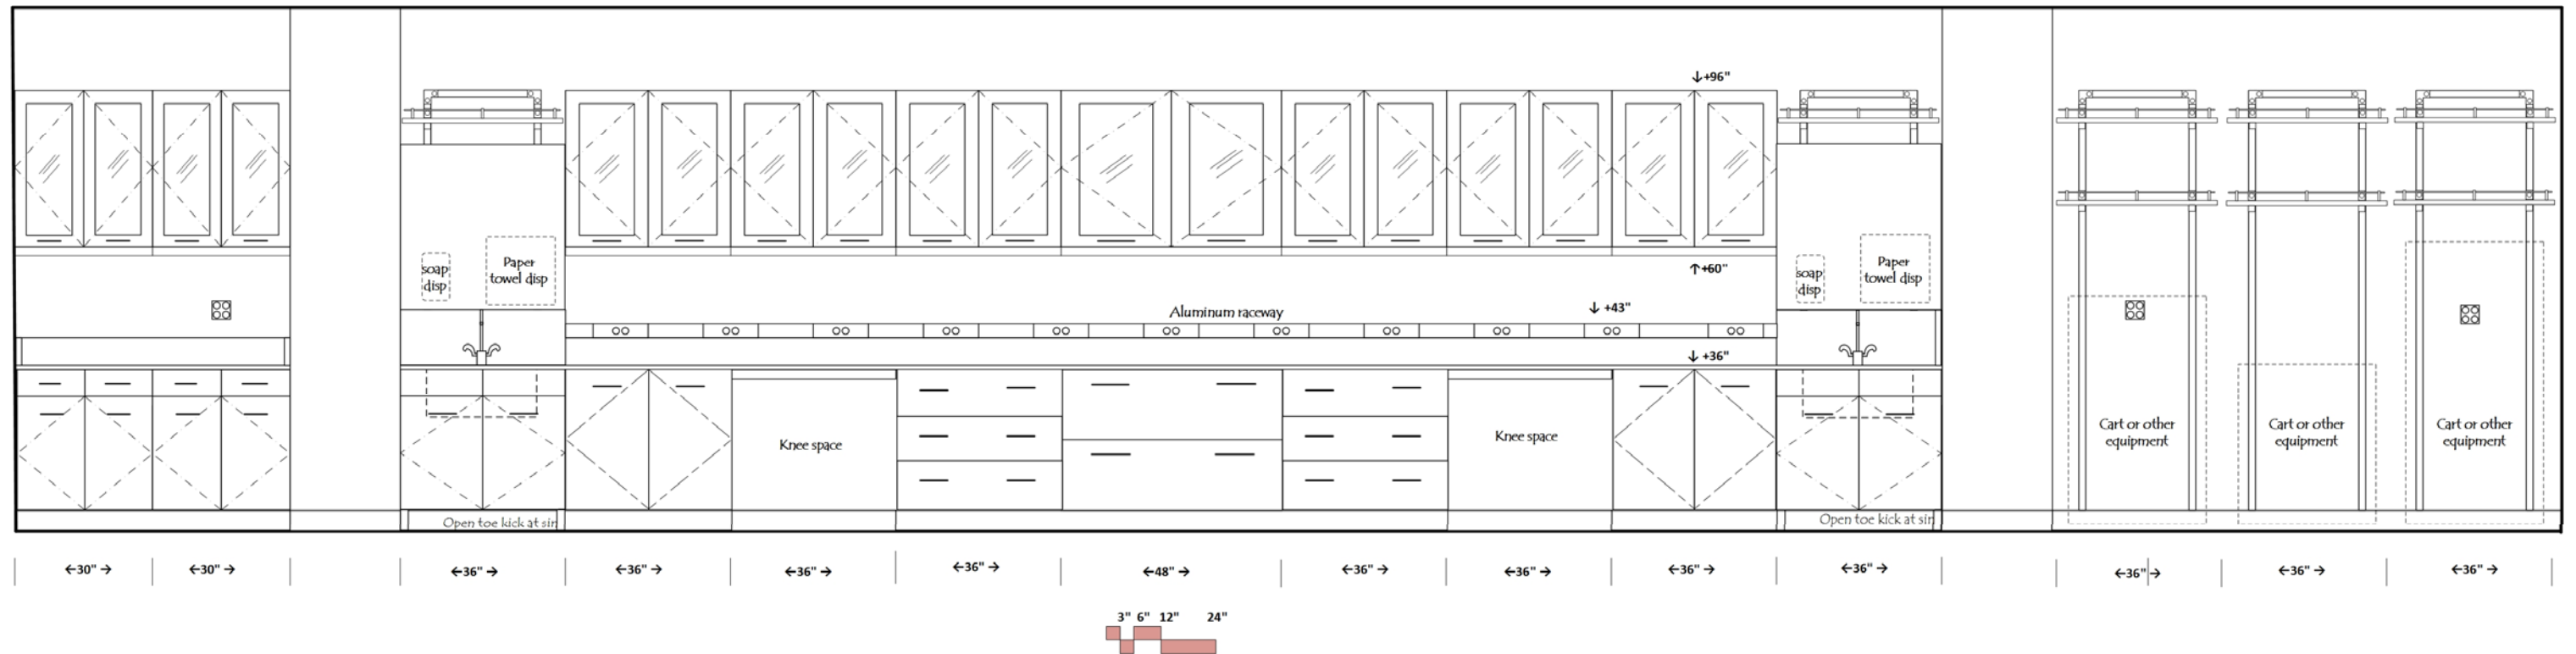 ↓+96"
soap
disp
Paper
towel disp
↑+60"
soap
disp
Paper
towel disp
Aluminum raceway
↓ +43"
↓ +36"
Knee space
Knee space
Cart or other
equipment
Cart or other
equipment
Cart or other
equipment
Open toe kick at sin
Open toe kick at sin
←30" →
←30" →
←36" →
←36" →
←36" →
←36" →
←48" →
←36" →
←36" →
←36" →
←36" →
←36" →
←36" →
←36" →
3" 6" 12" 24"